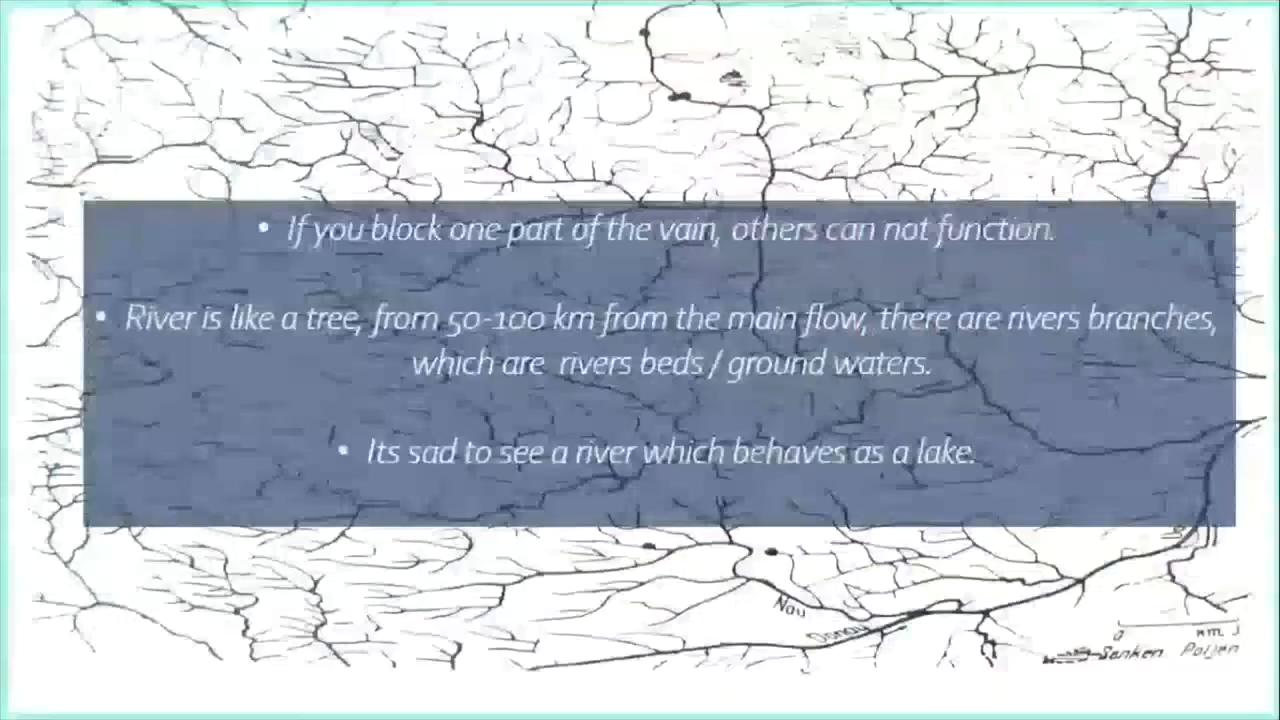 • If you block one part of the vain, others can not function.
• River is like a tree, from 50-100 km from the main flow, there are rivers branches,
which are rivers beds / ground waters.
• Its sad to see a river which behaves as a lake.
Nau
Donau
0
Senken Poljen